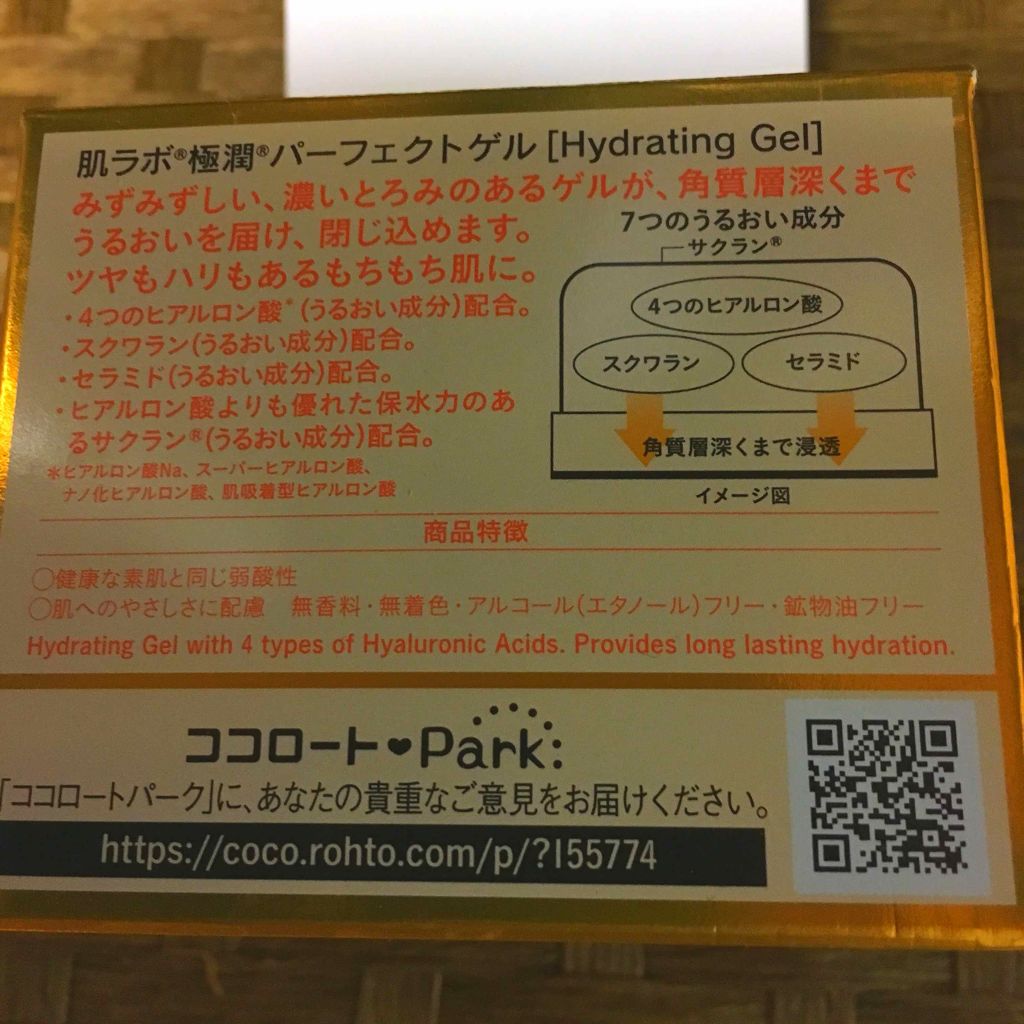 肌ラボ®極潤®パーフェクトゲル [Hydrating Gel]
みずみずしい、濃いとろみのあるゲルが、角質層深くまで
うるおいを届け、閉じ込めます。
ツヤもハリもあるもちもち肌に。
・4つのヒアルロン酸*(うるおい成分)配合。
・スクワラン(うるおい成分)配合。
・セラミド(うるおい成分)配合。
・ヒアルロン酸よりも優れた保水力のあ
るサクラン®(うるおい成分)配合。
*ヒアルロン酸Na、スーパーヒアルロン酸、
ナノ化ヒアルロン酸、肌吸着型ヒアルロン酸
7つのうるおい成分
サクラン®
4つのヒアルロン酸
スクワラン
セラミド
角質層深くまで浸透
イメージ図
商品特徴
○健康な素肌と同じ弱酸性
○肌へのやさしさに配慮 無香料・無着色・アルコール(エタノール)フリー・鉱物油フリー
Hydrating Gel with 4 types of Hyaluronic Acids. Provides long lasting hydration.
ココロート♥Park:
「ココロートパーク」に、あなたの貴重なご意見をお届けください。
https://coco.rohto.com/p/?155774